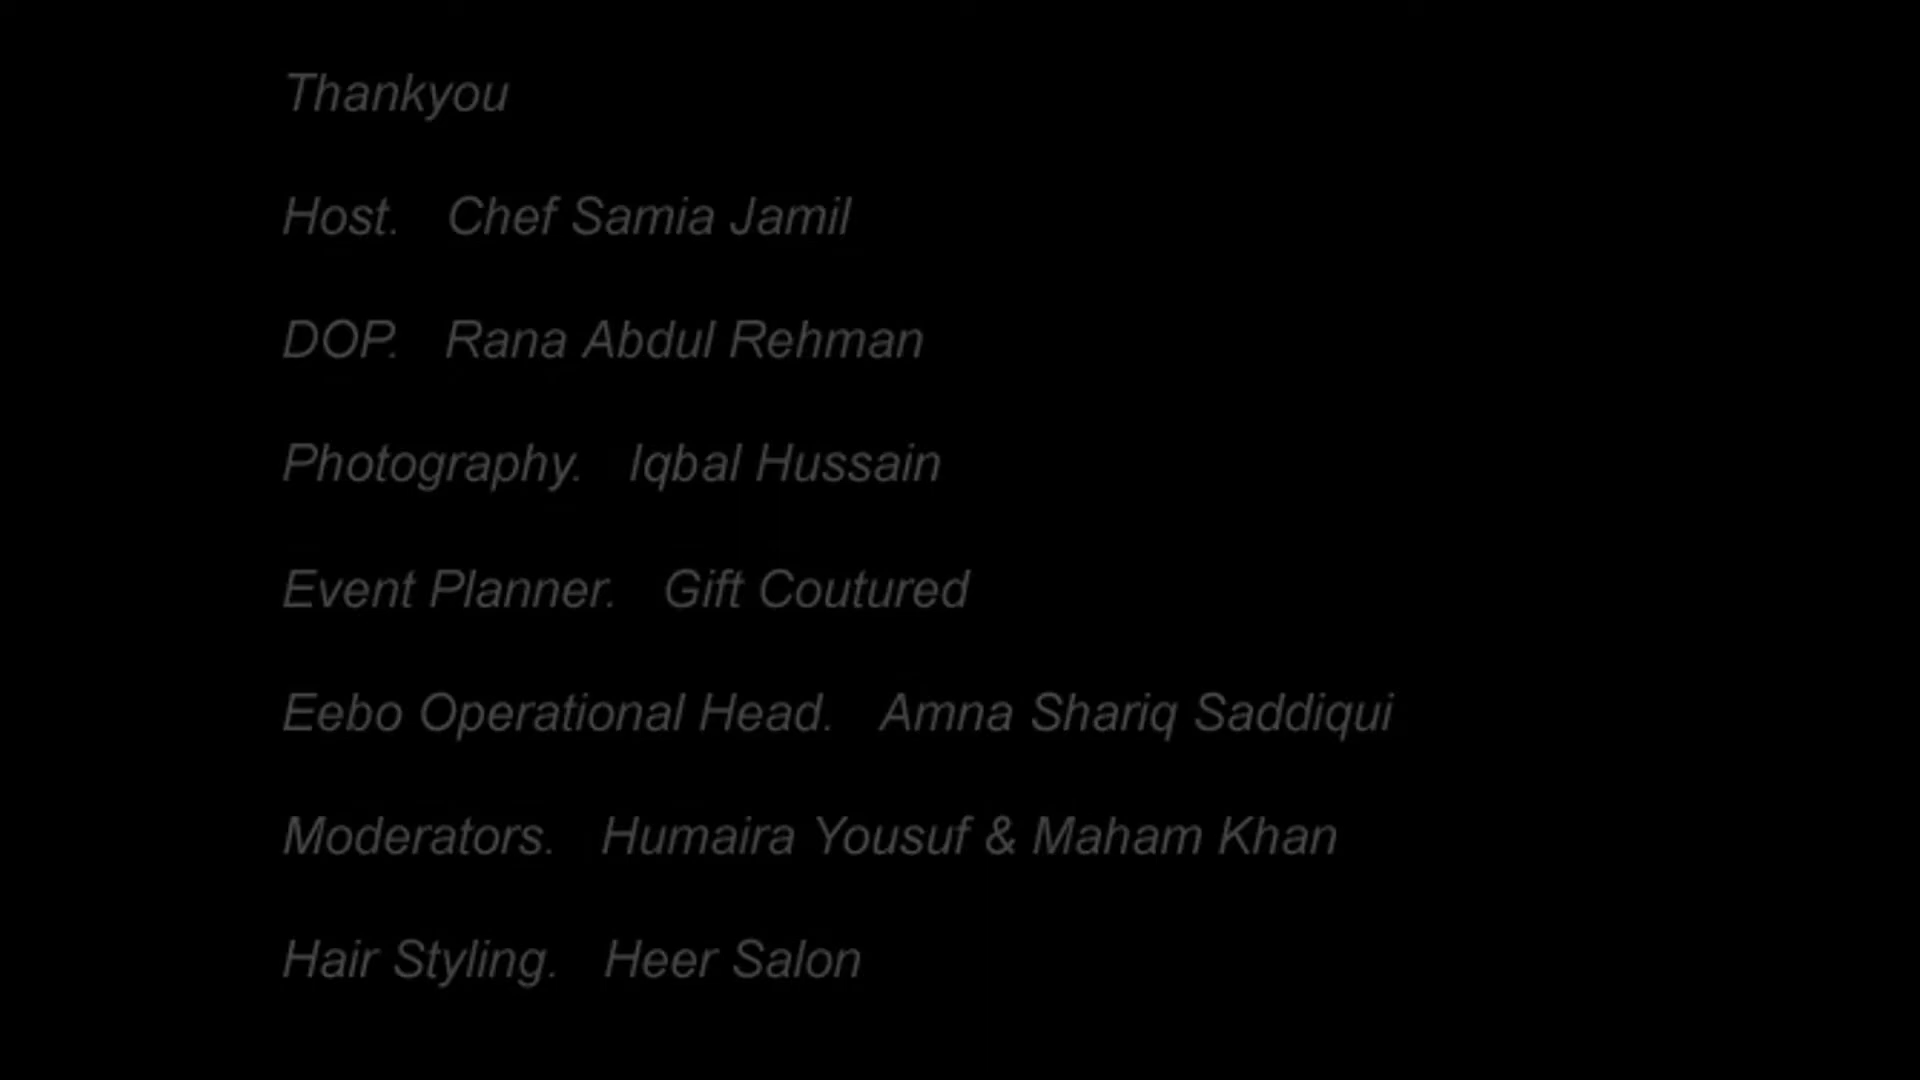 Thankyou
Host. Chef Samia Jamil
DOP. Rana Abdul Rehman
Photography. Iqbal Hussain
Event Planner. Gift Coutured
Eebo Operational Head. Amna Shariq Saddiqui
Moderators. Humaira Yousuf & Maham Khan
Hair Styling. Heer Salon